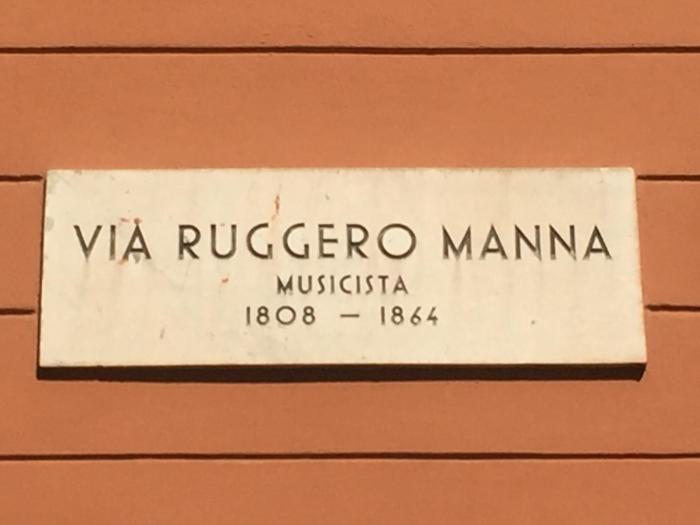 VIA RUGGERO MANNA
MUSICISTA
1808 — 1864